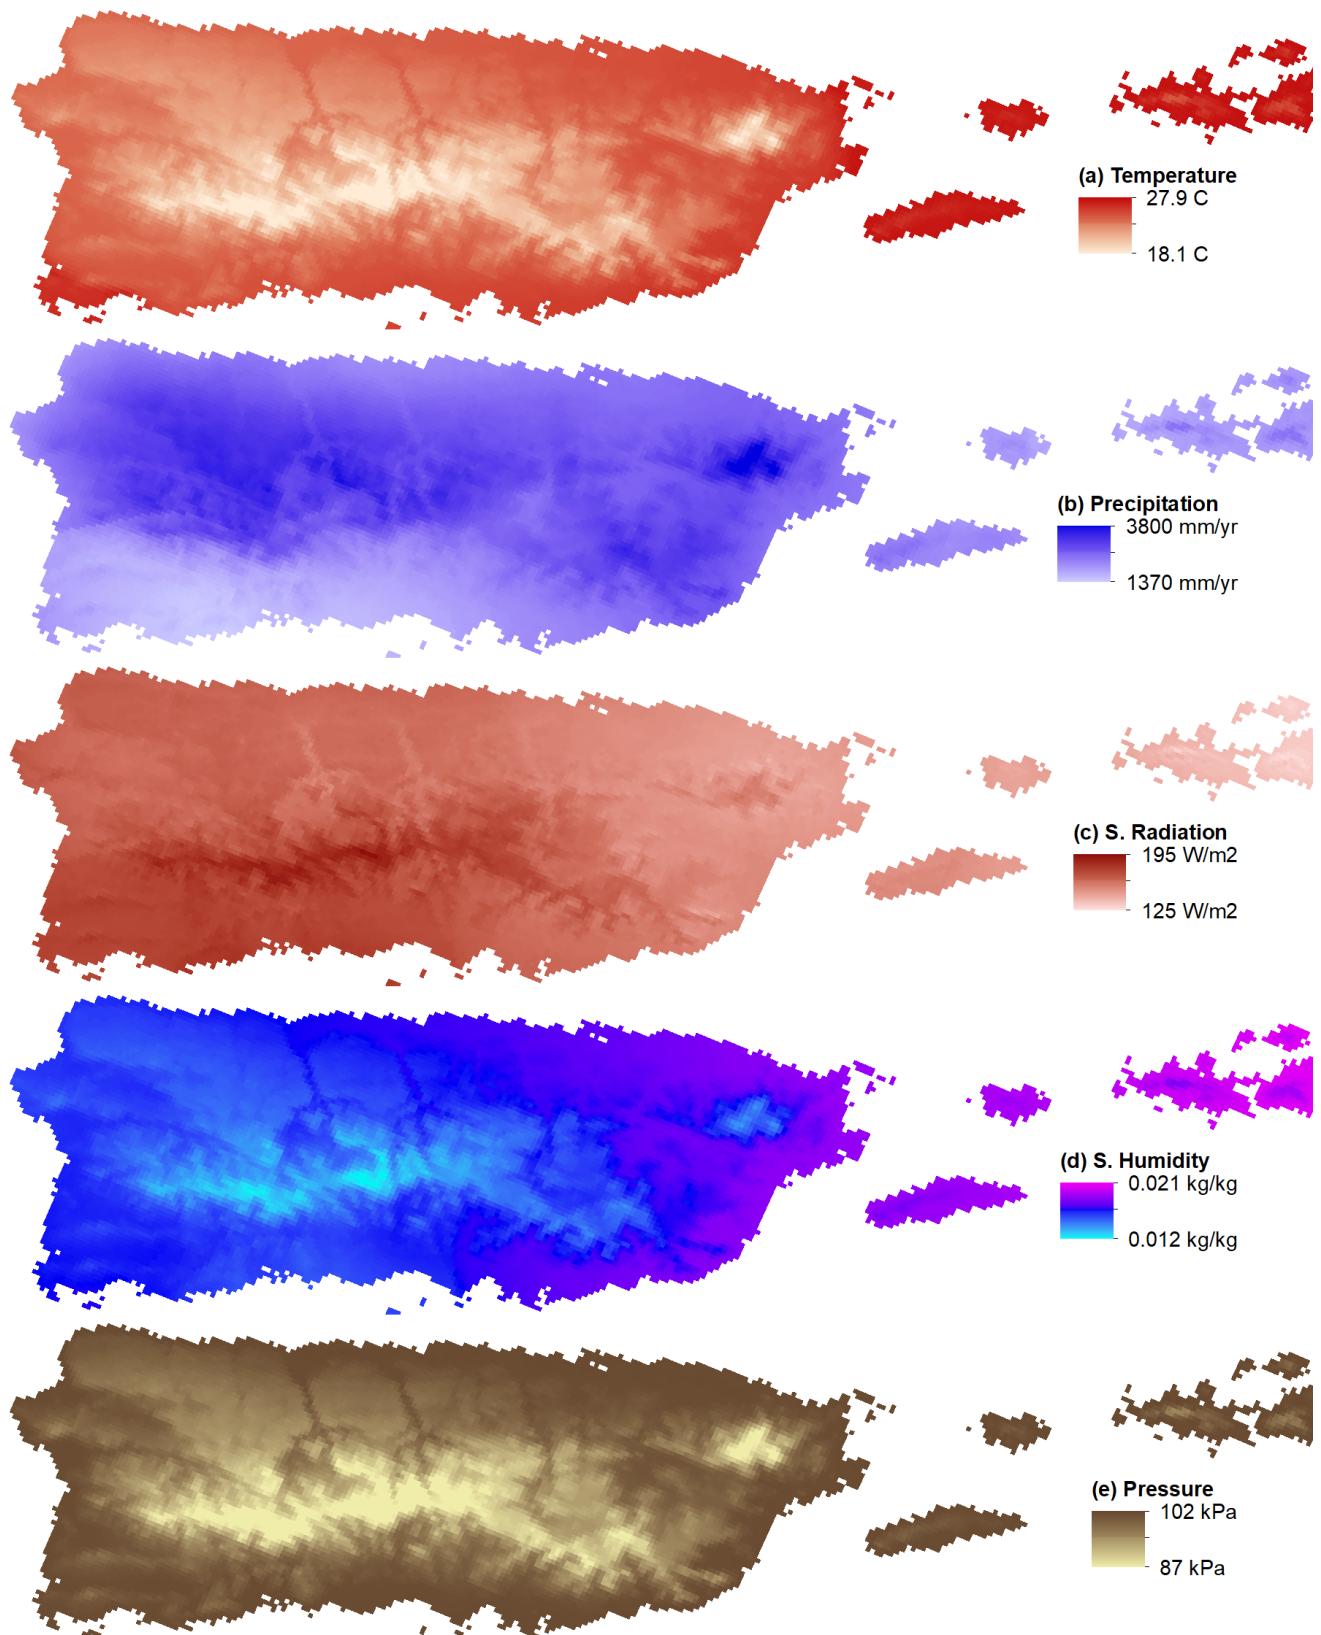 (a) Temperature
27.9 C
18.1 C
(b) Precipitation
3800 mm/yr
1370 mm/yr
(c) S. Radiation
195 W/m2
125 W/m2
(d) S. Humidity
0.021 kg/kg
0.012 kg/kg
(e) Pressure
102 kPa
87 kPa